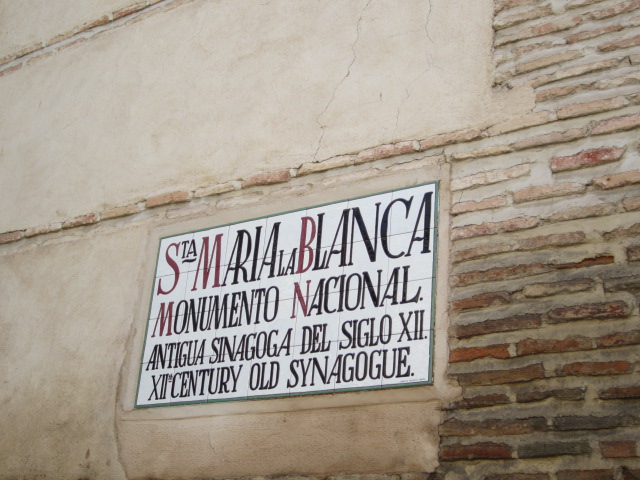 STA MARIA LA BLANCA
MONUMENTO NACIONAL.
ANTIGUA SINAGOGA DEL SIGLO XII.
XIIth CENTURY OLD SYNAGOGUE.